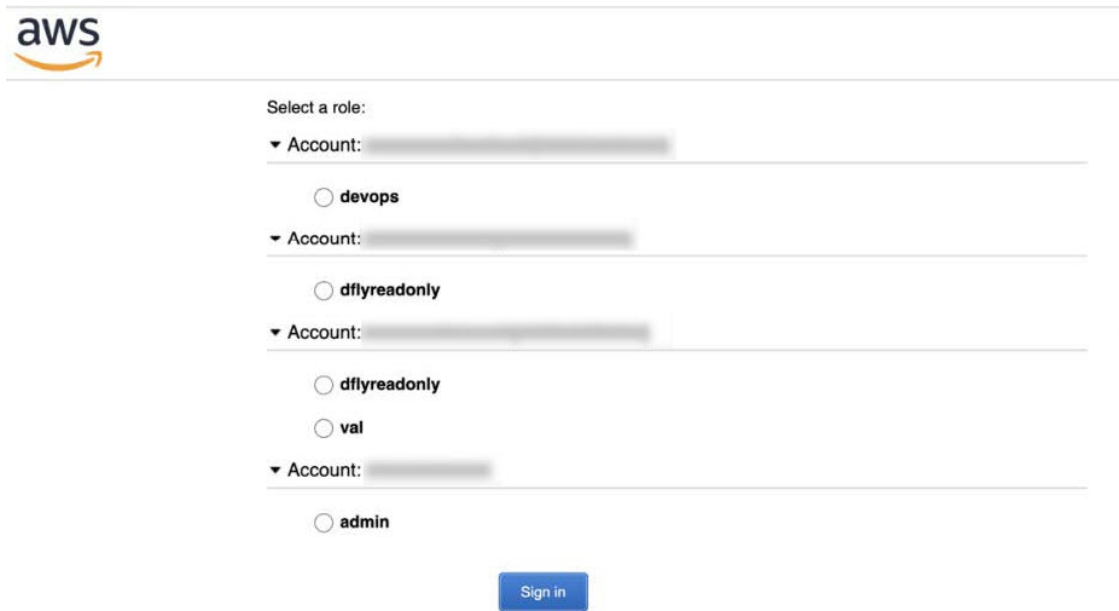 aws
Select a role:
Account:
devops
Account:
dflyreadonly
Account:
dflyreadonly
val
Account:
admin
Sign in